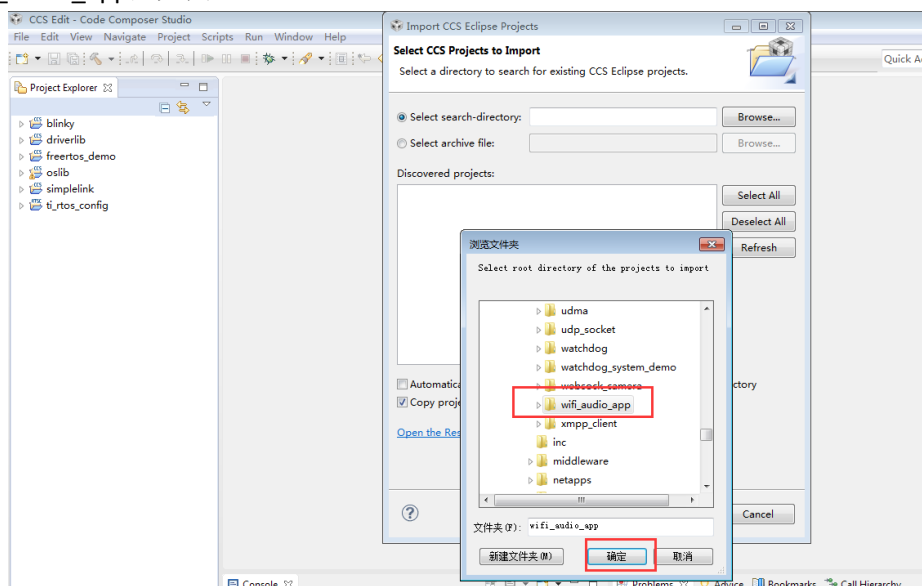 CCS Edit - Code Composer Studio
File Edit View Navigate Project Scripts Run Window Help
Quick A
Project Explorer
blinky
driverlib
freertos_demo
oslib
simplelink
ti_rtos_config
Import CCS Eclipse Projects
Select CCS Projects to Import
Select a directory to search for existing CCS Eclipse projects.
Select search-directory:
Browse...
Select archive file:
Browse...
Discovered projects:
Select All
Deselect All
Refresh
Automatica
ctory
Copy proje
Open the Res
Cancel
浏览文件夹
Select root directory of the projects to import
udma
udp_socket
watchdog
watchdog_system_demo
websock_camera
wifi_audio_app
xmpp_client
inc
middleware
netapps
文件夹(F): wifi_audio_app
新建文件夹(N) 确定 取消
Console
Problems Advice Bookmarks Call Hierarchy